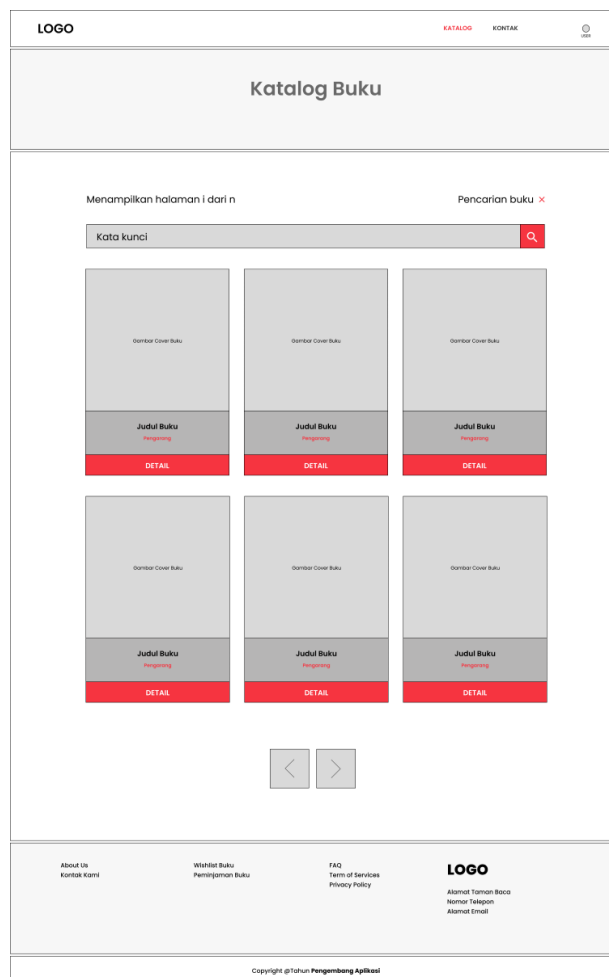 LOGO
KATALOG
KONTAK
USER
Katalog Buku
Menampilkan halaman i dari n
Pencarian buku ×
Kata kunci
Gambar Cover Buku
Gambar Cover Buku
Gambar Cover Buku
Judul Buku
Pengarang
Judul Buku
Pengarang
Judul Buku
Pengarang
DETAIL
DETAIL
DETAIL
Gambar Cover Buku
Gambar Cover Buku
Gambar Cover Buku
Judul Buku
Pengarang
Judul Buku
Pengarang
Judul Buku
Pengarang
DETAIL
DETAIL
DETAIL
About Us
Kontak Kami
Wishlist Buku
Peminjaman Buku
FAQ
Term of Services
Privacy Policy
LOGO
Alamat Taman Baca
Nomor Telepon
Alamat Email
Copyright @Tahun Pengembang Aplikasi